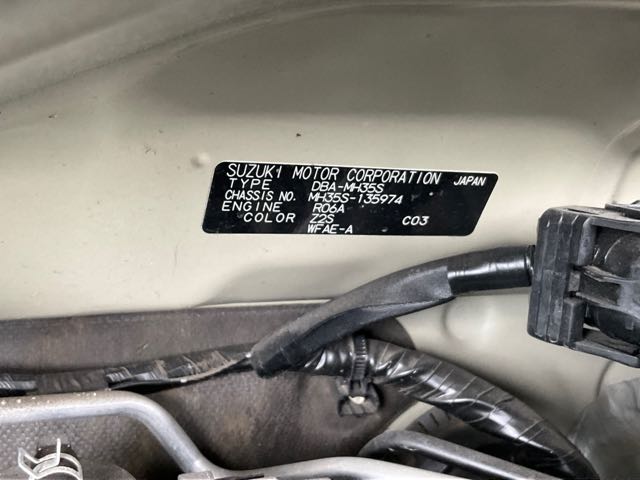 SUZUKI MOTOR CORPORATION JAPAN
TYPE DBA-MH35S
CHASSIS NO. MH35S-135974
ENGINE R06A
COLOR Z2S C03
WFAE-A